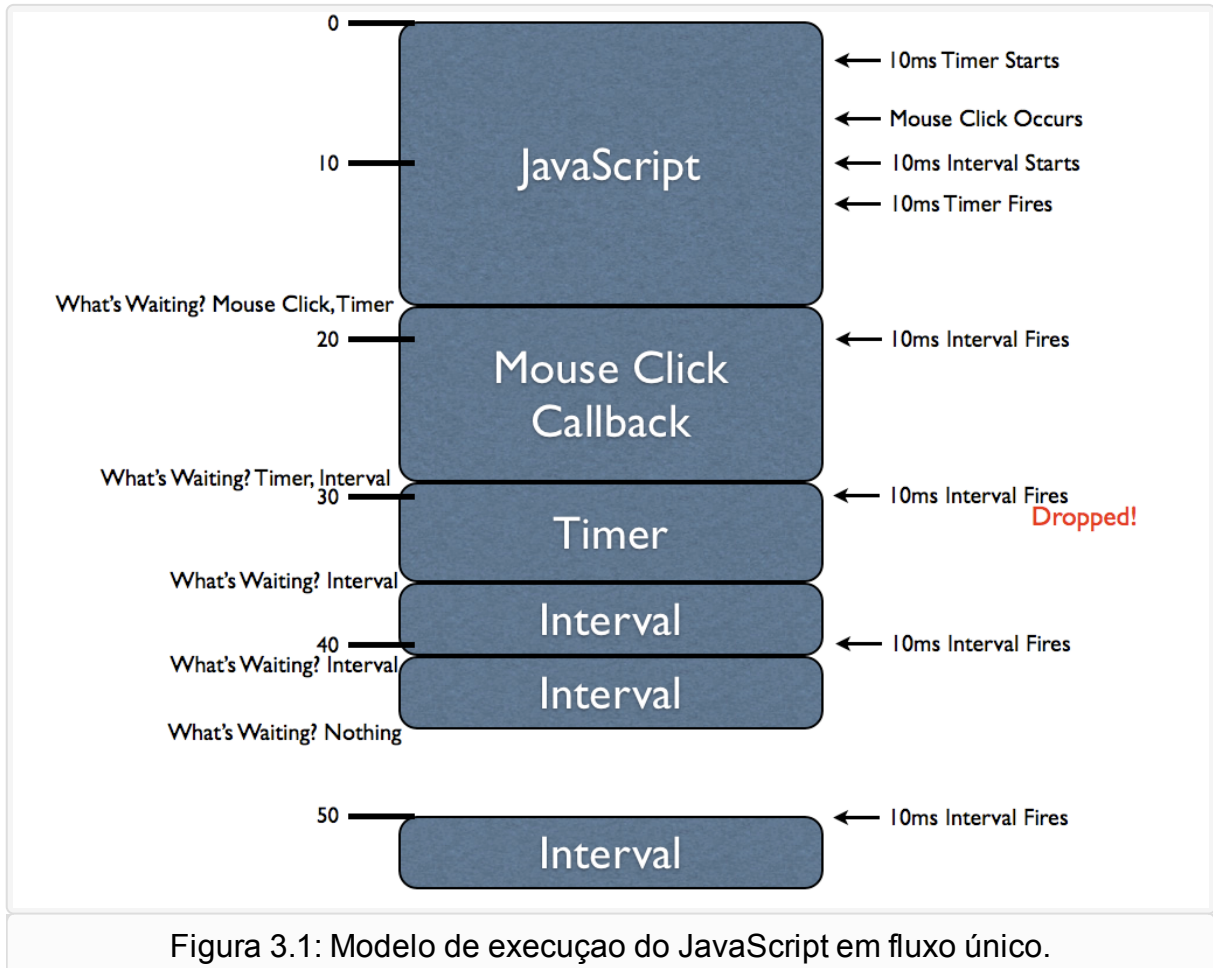 0
10ms Timer Starts
Mouse Click Occurs
JavaScript
10
10ms Interval Starts
10ms Timer Fires
What's Waiting? Mouse Click, Timer
20
10ms Interval Fires
Mouse Click
Callback
What's Waiting? Timer, Interval
30
10ms Interval Fires
Dropped!
Timer
What's Waiting? Interval
Interval
40
10ms Interval Fires
What's Waiting? Interval
Interval
What's Waiting? Nothing
50
10ms Interval Fires
Interval
Figura 3.1: Modelo de execuçao do JavaScript em fluxo único.